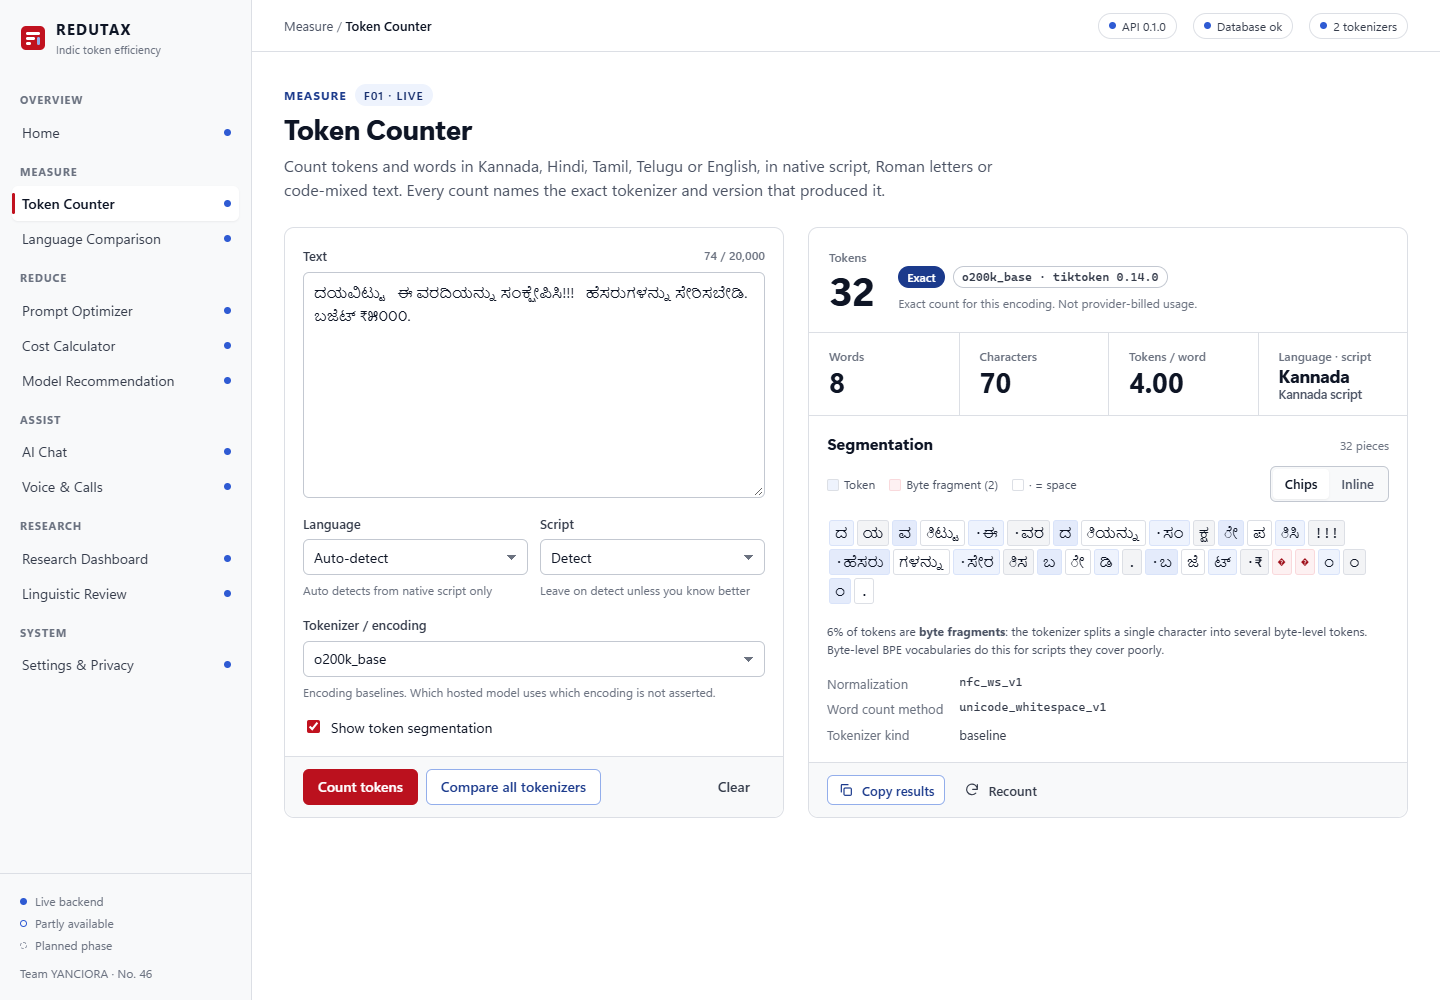 REDUTAX
Indic token efficiency
OVERVIEW
Home
MEASURE
Token Counter
Language Comparison
REDUCE
Prompt Optimizer
Cost Calculator
Model Recommendation
ASSIST
AI Chat
Voice & Calls
RESEARCH
Research Dashboard
Linguistic Review
SYSTEM
Settings & Privacy
Live backend
Partly available
Planned phase
Team YANCIORA · No. 46
Measure / Token Counter
API 0.1.0
Database ok
2 tokenizers
MEASURE F01 · LIVE
Token Counter
Count tokens and words in Kannada, Hindi, Tamil, Telugu or English, in native script, Roman letters or
code-mixed text. Every count names the exact tokenizer and version that produced it.
Text 74 / 20,000
ದಯವಿಟ್ಟು ಈ ವರದಿಯನ್ನು ಸಂಕ್ಷೇಪಿಸಿ!!! ಹೆಸರುಗಳನ್ನು ಸೇರಿಸಬೇಡಿ.
ಬಜೆಟ್ ₹೫೦೦೦.
Language Script
Auto-detect Detect
Auto detects from native script only Leave on detect unless you know better
Tokenizer / encoding
o200k_base
Encoding baselines. Which hosted model uses which encoding is not asserted.
Show token segmentation
Count tokens Compare all tokenizers Clear
Tokens
32 Exact o200k_base · tiktoken 0.14.0
Exact count for this encoding. Not provider-billed usage.
Words Characters Tokens / word Language · script
8 70 4.00 Kannada
Kannada script
Segmentation 32 pieces
Token Byte fragment (2) · = space Chips Inline
ದ ಯ ವ ಿಟ್ಟು ·ಈ ·ವರ ದ ಿಯನ್ನು ·ಸಂ ಕ್ಷ ೇ ಪ ಿಸಿ !!!
·ಹೆಸರು ಗಳನ್ನು ·ಸೇರ ಿಸ ಬ ೇ ಡಿ . ·ಬ ಜೆ ಟ್ ·₹ � � ೦ ೦
೦ .
6% of tokens are byte fragments: the tokenizer splits a single character into several byte-level tokens.
Byte-level BPE vocabularies do this for scripts they cover poorly.
Normalization nfc_ws_v1
Word count method unicode_whitespace_v1
Tokenizer kind baseline
Copy results Recount